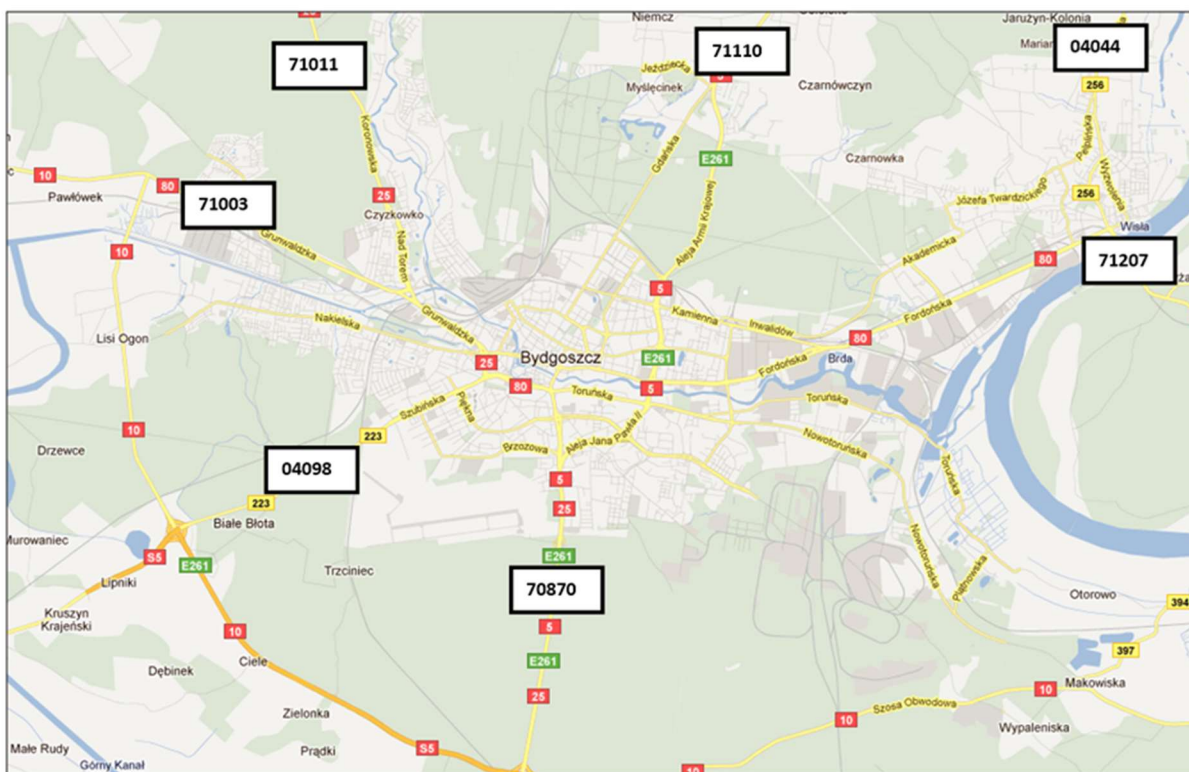 Niemcz
Jarużyn-Kolonia
71011
71110
04044
Jeździecka
Myślęcinek
5
Czarnówczyn
256
Koronowska
Gdańska
E261
Czarnowka
Wyzwolenia
10
80
Pawłówek
71003
25
Czyżkowko
Józefa Twardzickiego
256
Wisła
Grunwaldzka
Nad Torem
Aleja Armii Krajowej
Akademicka
10
80
71207
5
Fordońska
Kamienna
Inwalidów
Nakielska
Grunwaldzka
Lisi Ogon
80
Bydgoszcz
E261
Brda
25
Fordońska
80
5
Toruńska
Toruńska
Szubińska
Piękna
10
223
Nowotoruńska
Drzewce
Brzozowa
Aleja Jana Pawła II
04098
5
Toruńska
223
25
Białe Błota
Murowaniec
S5
E261
E261
Nowotoruńska
Lipniki
Trzciniec
70870
Plątnowska
Otorowo
Kruszyn
Krajeński
10
5
394
Ciele
E261
397
Dębinek
25
Makowiska
10
Szosa Obwodowa
Zielonka
10
Wypaleniska
Małe Rudy
Prądki
S5
Górny Kanał
10